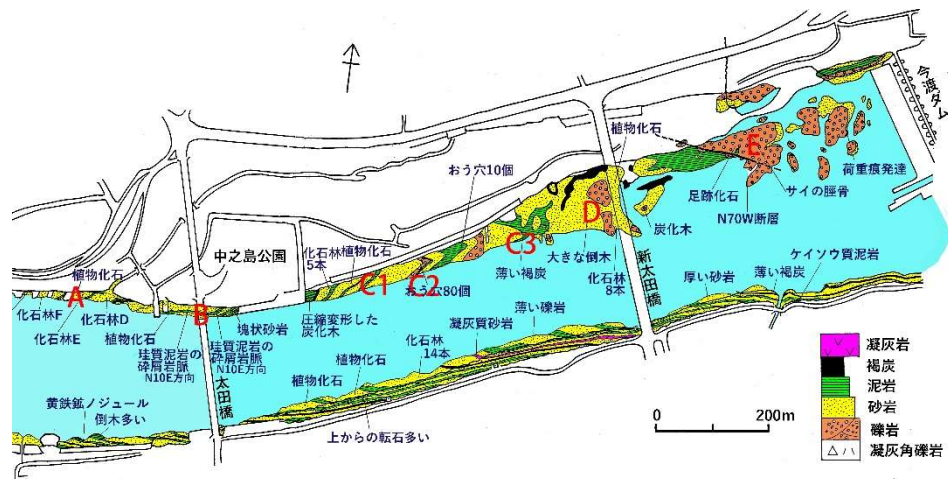 今渡ダム
植物化石
おう穴10個
E
荷重痕発達
足跡化石
サイの脛骨
N70W断層
中之島公園
化石林
5本
植物化石
C3
D
炭化木
大きな倒木
植物化石
A
C1
C2
薄い褐炭
新太田橋
化石林
8本
ケイソウ質泥岩
厚い砂岩
薄い褐炭
化石林F
化石林D
化石林E
植物化石
B
塊状砂岩
圧縮変形した
炭化木
おう穴80個
珪質泥岩の
砕屑岩脈
N10E方向
珪質泥岩の
砕屑岩脈
N10E方向
太田橋
植物化石
植物化石
化石林
14本
凝灰質砂岩
薄い礫岩
黄鉄鉱ノジュール
倒木多い
上からの転石多い
0
200m
凝灰岩
褐炭
泥岩
砂岩
礫岩
凝灰角礫岩